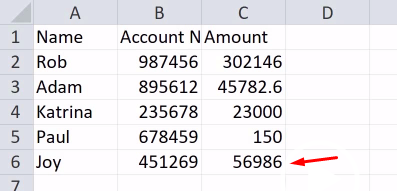 A B C D
1 Name Account N Amount
2 Rob 987456 302146
3 Adam 895612 45782.6
4 Katrina 235678 23000
5 Paul 678459 150
6 Joy 451269 56986
7